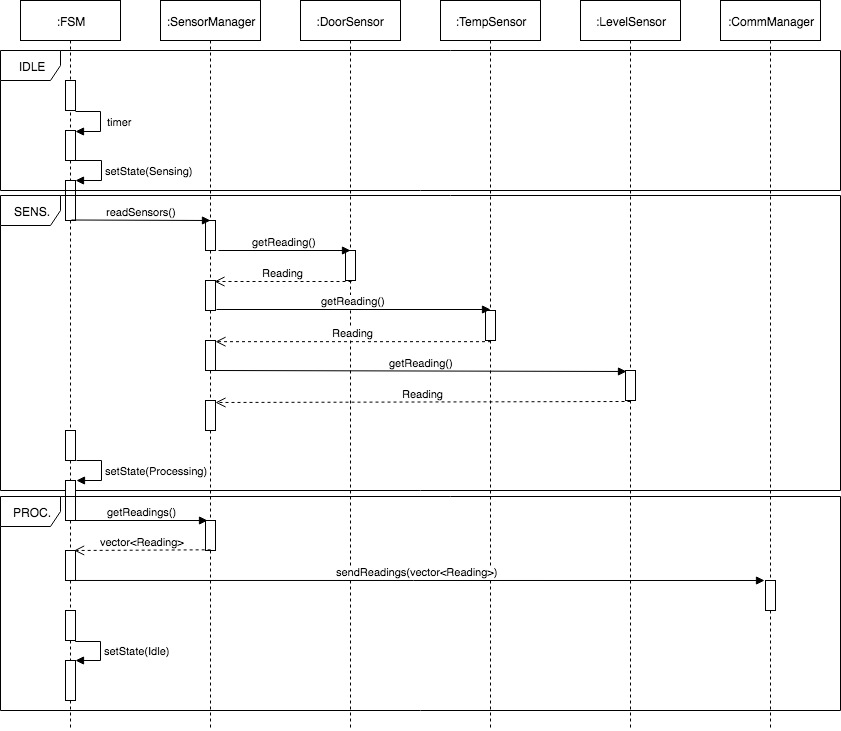 :FSM
:SensorManager
:DoorSensor
:TempSensor
:LevelSensor
:CommManager
IDLE
timer
setState(Sensing)
SENS.
readSensors()
getReading()
Reading
getReading()
Reading
getReading()
Reading
setState(Processing)
PROC.
getReadings()
vector<Reading>
sendReadings(vector<Reading>)
setState(Idle)